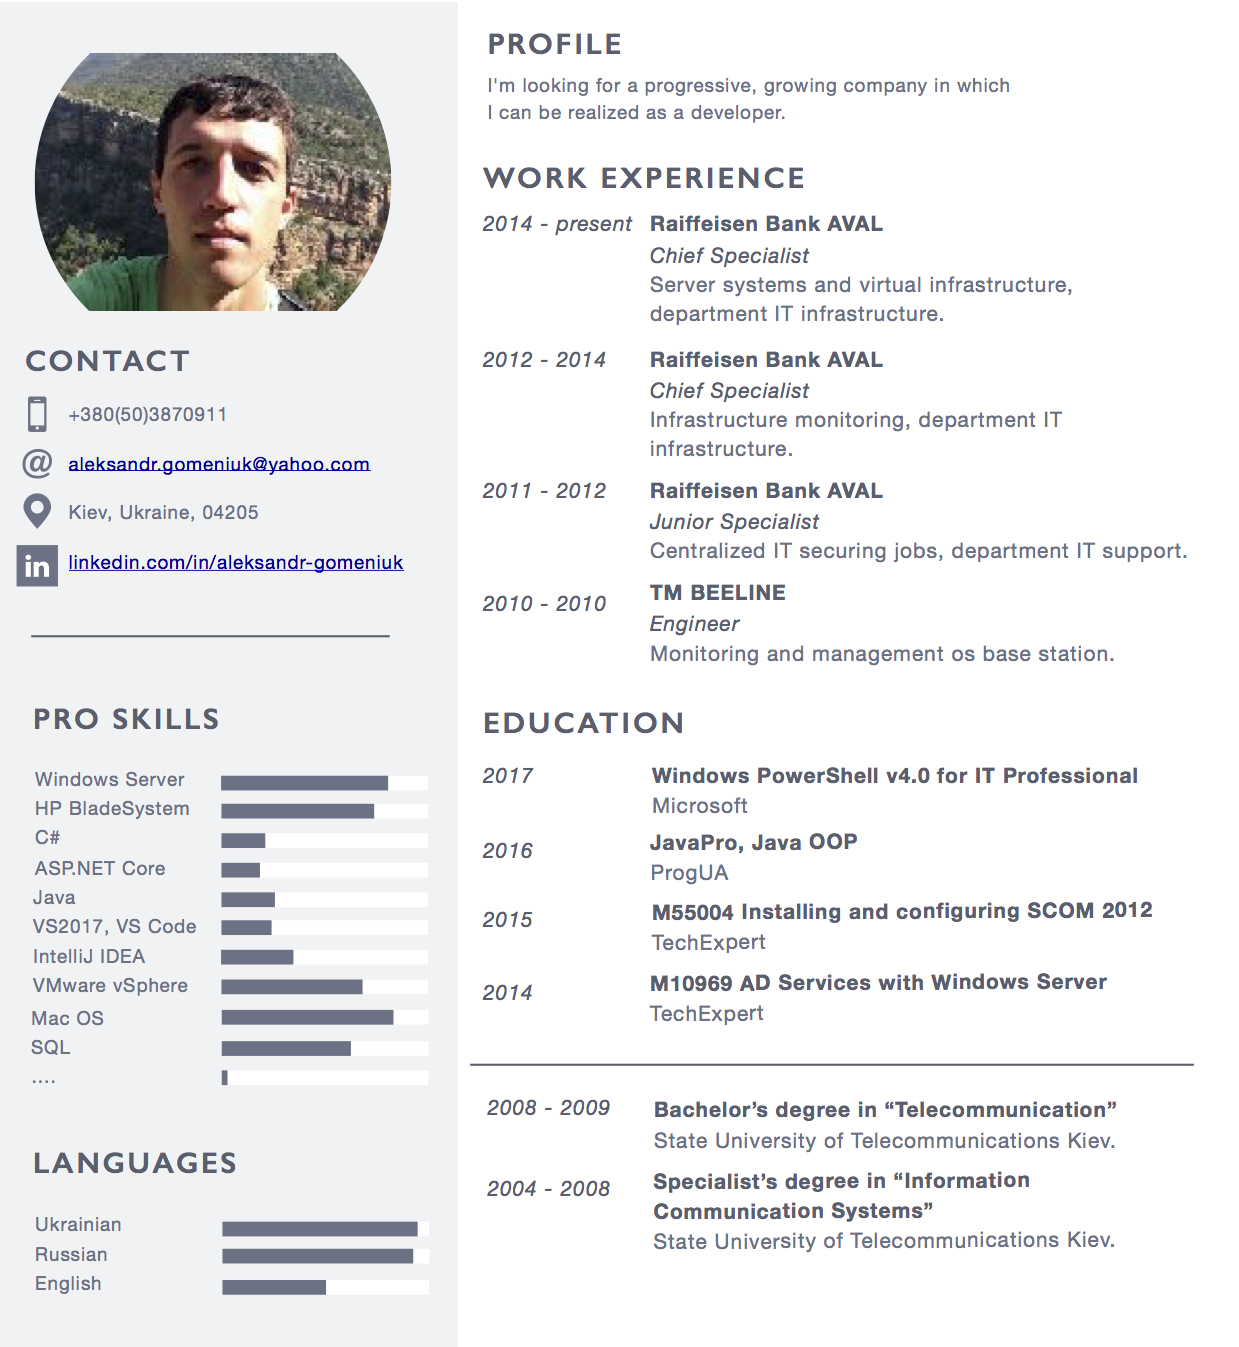 CONTACT
+380(50)3870911
@ aleksandr.gomeniuk@yahoo.com
Kiev, Ukraine, 04205
in linkedin.com/in/aleksandr-gomeniuk
PRO SKILLS
Windows Server
HP BladeSystem
C#
ASP.NET Core
Java
VS2017, VS Code
IntelliJ IDEA
VMware vSphere
Mac OS
SQL
....
LANGUAGES
Ukrainian
Russian
English
PROFILE
I'm looking for a progressive, growing company in which
I can be realized as a developer.
WORK EXPERIENCE
2014 - present Raiffeisen Bank AVAL
Chief Specialist
Server systems and virtual infrastructure,
department IT infrastructure.
2012 - 2014 Raiffeisen Bank AVAL
Chief Specialist
Infrastructure monitoring, department IT
infrastructure.
2011 - 2012 Raiffeisen Bank AVAL
Junior Specialist
Centralized IT securing jobs, department IT support.
2010 - 2010 TM BEELINE
Engineer
Monitoring and management os base station.
EDUCATION
2017 Windows PowerShell v4.0 for IT Professional
Microsoft
2016 JavaPro, Java OOP
ProgUA
2015 M55004 Installing and configuring SCOM 2012
TechExpert
2014 M10969 AD Services with Windows Server
TechExpert
2008 - 2009 Bachelor’s degree in “Telecommunication”
State University of Telecommunications Kiev.
2004 - 2008 Specialist’s degree in “Information
Communication Systems”
State University of Telecommunications Kiev.